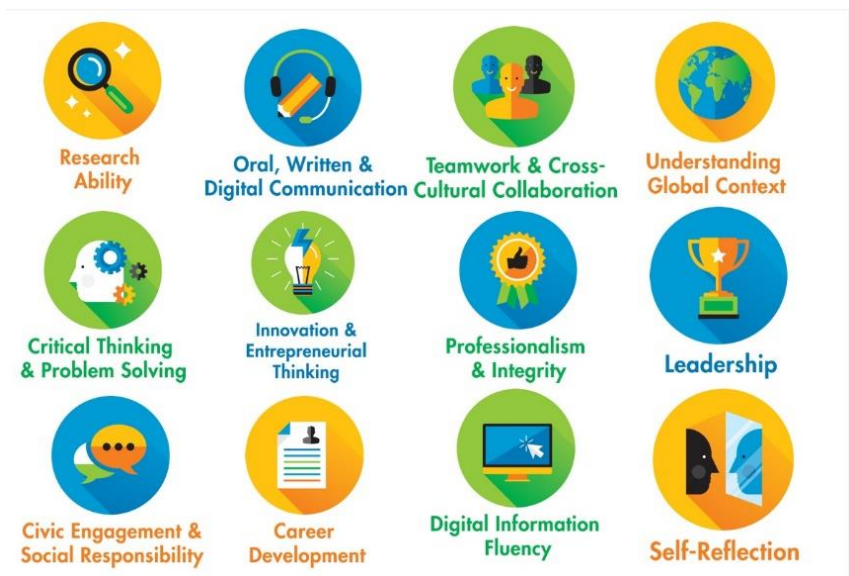 Research
Ability
Oral, Written &
Digital Communication
Teamwork & Cross-
Cultural Collaboration
Understanding
Global Context
Critical Thinking
& Problem Solving
Innovation &
Entrepreneurial
Thinking
Professionalism
& Integrity
Leadership
Civic Engagement &
Social Responsibility
Career
Development
Digital Information
Fluency
Self-Reflection